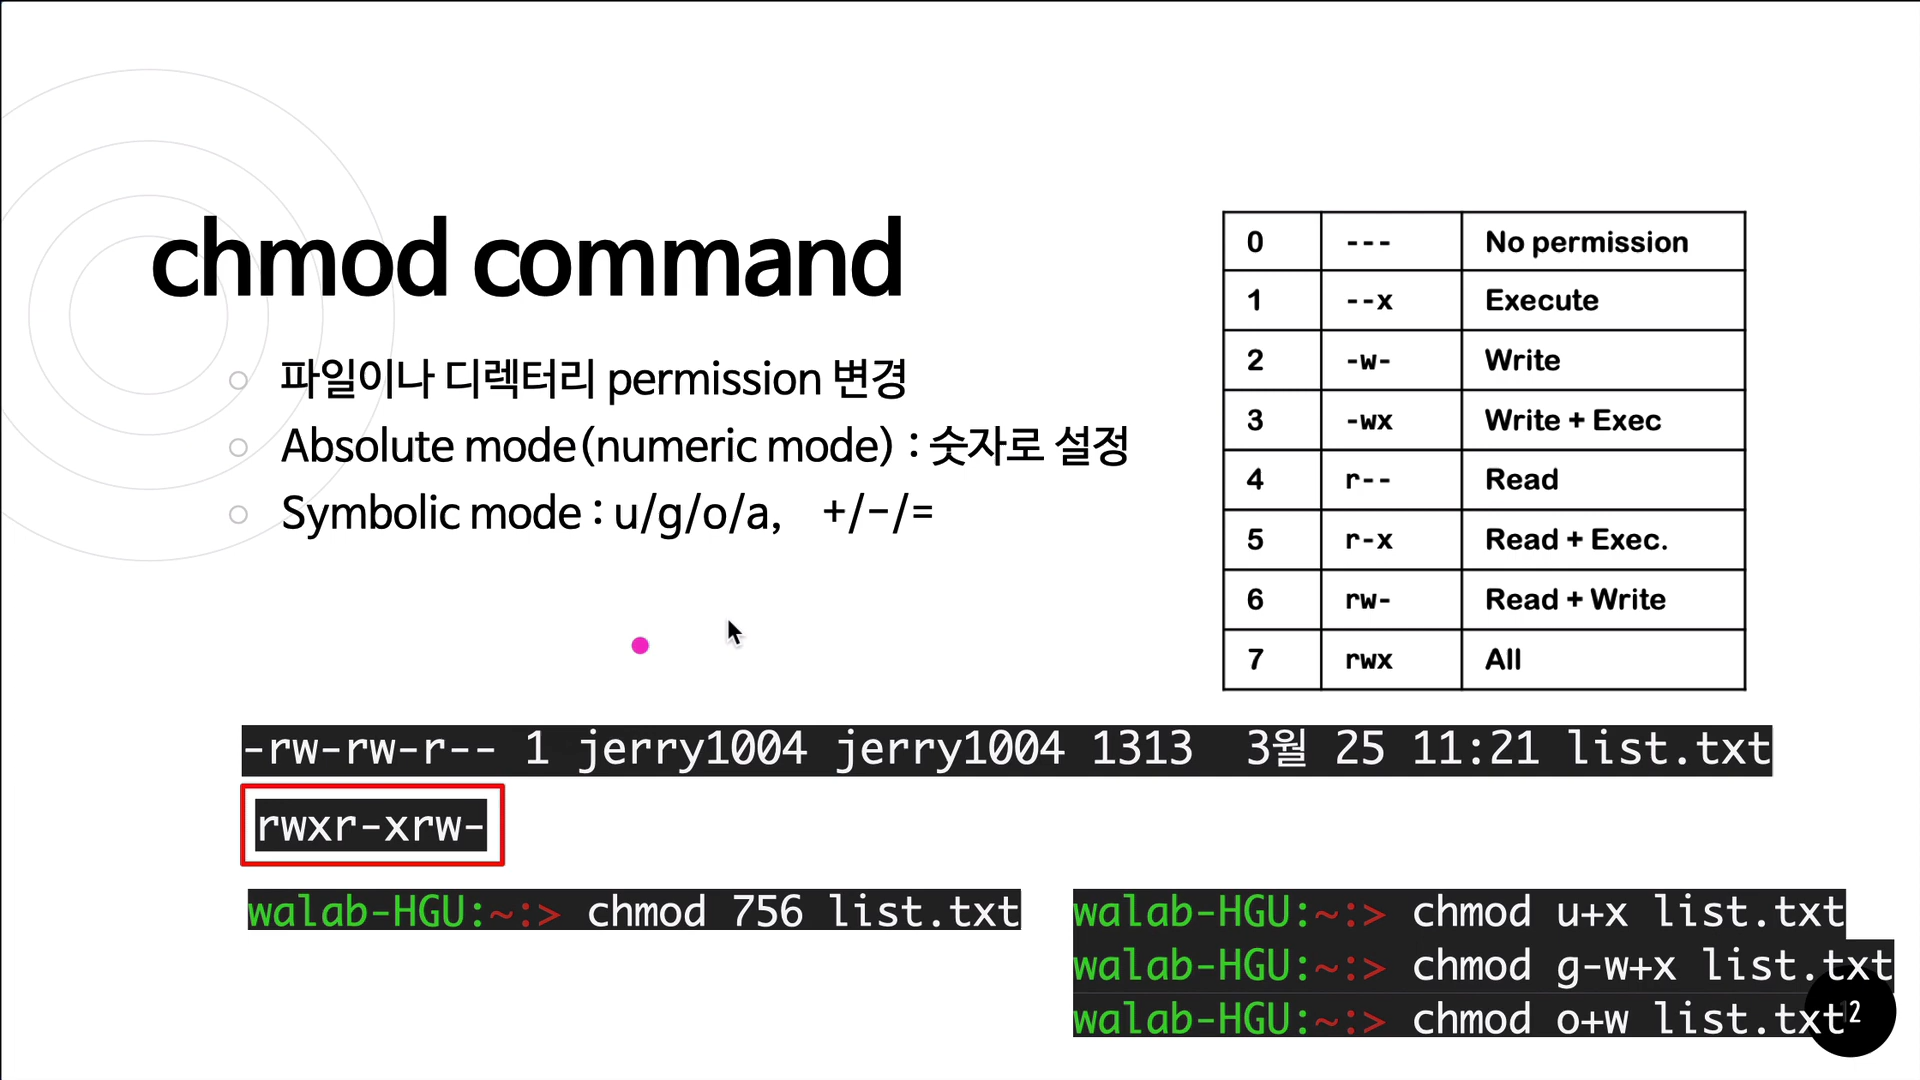 chmod command
파일이나 디렉터리 permission 변경
Absolute mode(numeric mode) : 숫자로 설정
Symbolic mode : u/g/o/a, +/-/=
0 --- No permission
1 --x Execute
2 -w- Write
3 -wx Write + Exec
4 r-- Read
5 r-x Read + Exec.
6 rw- Read + Write
7 rwx All
-rw-rw-r-- 1 jerry1004 jerry1004 1313 3월 25 11:21 list.txt
rwxr-xrw-
walab-HGU:~:> chmod 756 list.txt
walab-HGU:~:> chmod u+x list.txt
walab-HGU:~:> chmod g-w+x list.txt
walab-HGU:~:> chmod o+w list.txt
12